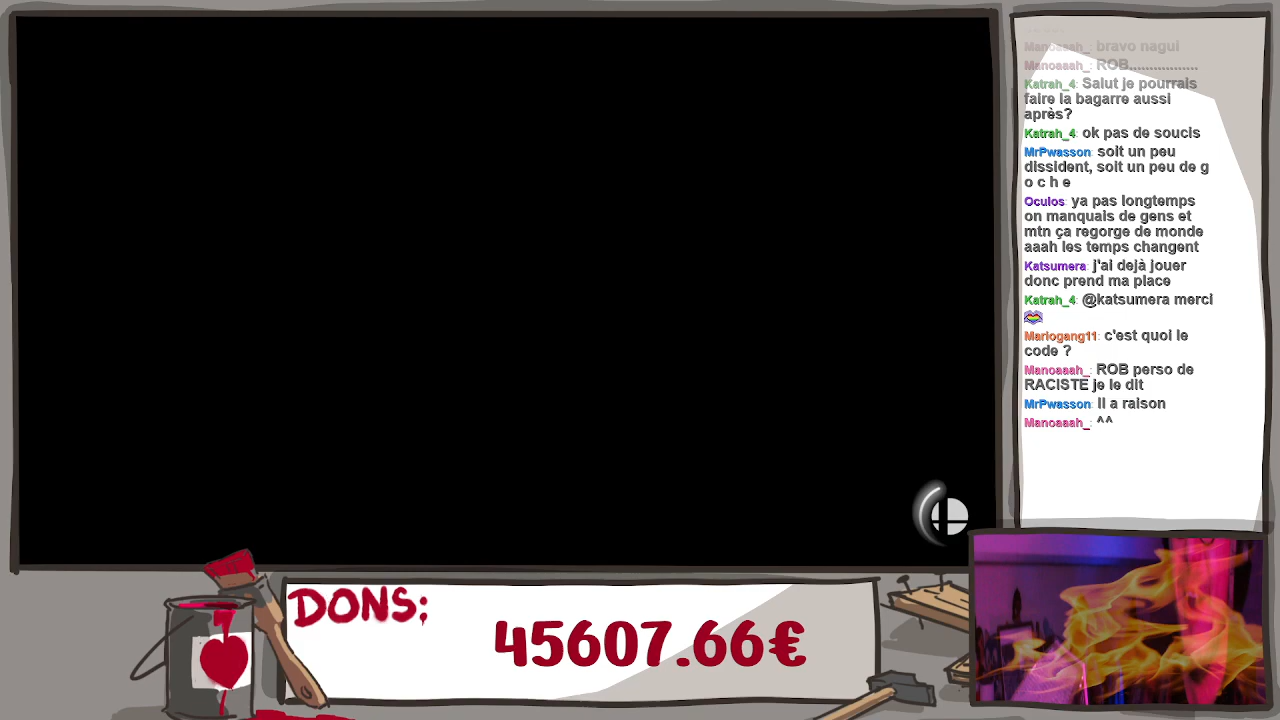 Manoaaah_: bravo nagui
Manoaaah_: ROB.................
Katrah_4: Salut je pourrais
faire la bagarre aussi
après?
Katrah_4: ok pas de soucis
MrPwasson: soit un peu
dissident, soit un peu de g
o c h e
Oculos: ya pas longtemps
on manquais de gens et
mtn ça regorge de monde
aaah les temps changent
Katsumera: j'ai dejà jouer
donc prend ma place
Katrah_4: @katsumera merci
Mariogang11: c'est quoi le
code ?
Manoaaah_: ROB perso de
RACISTE je le dit
MrPwasson: Il a raison
Manoaaah_: ^^
DONS:
45607.66€